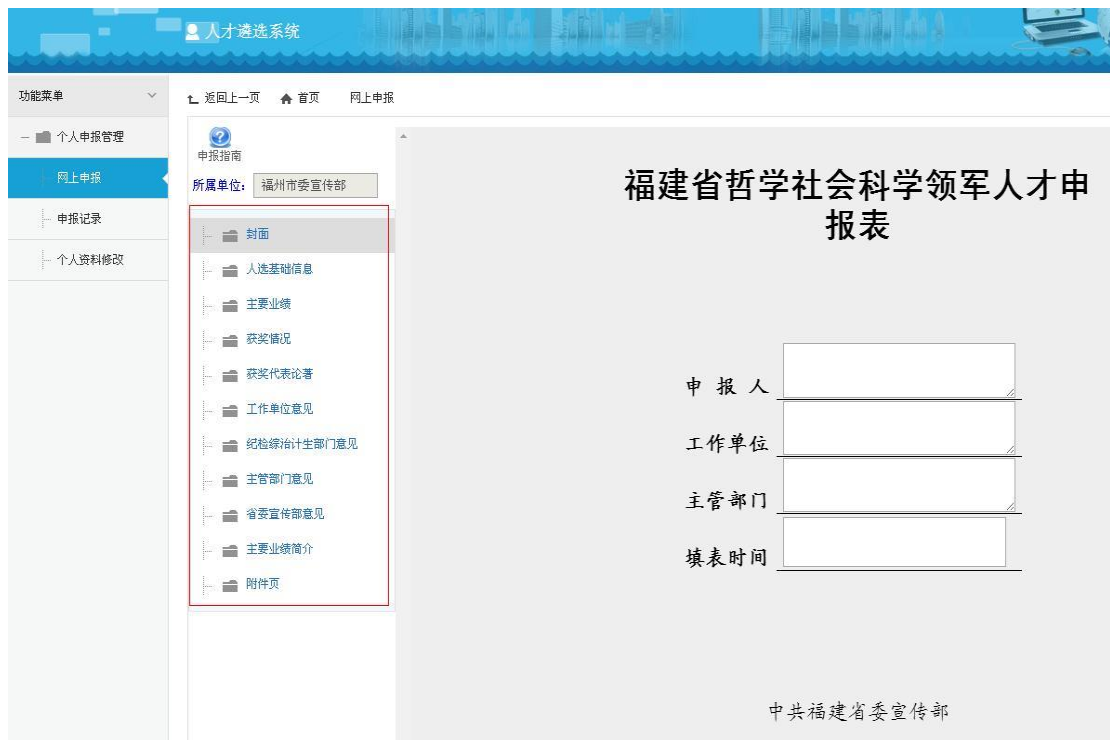 人才遴选系统
功能菜单
返回上一页 首页 网上申报
个人申报管理
网上申报
申报记录
个人资料修改
申报指南
所属单位: 福州市委宣传部
封面
人选基础信息
主要业绩
获奖情况
获奖代表论著
工作单位意见
纪检综治计生部门意见
主管部门意见
省委宣传部意见
主要业绩简介
附件页
福建省哲学社会科学领军人才申
报表
申 报 人
工作单位
主管部门
填表时间
中共福建省委宣传部